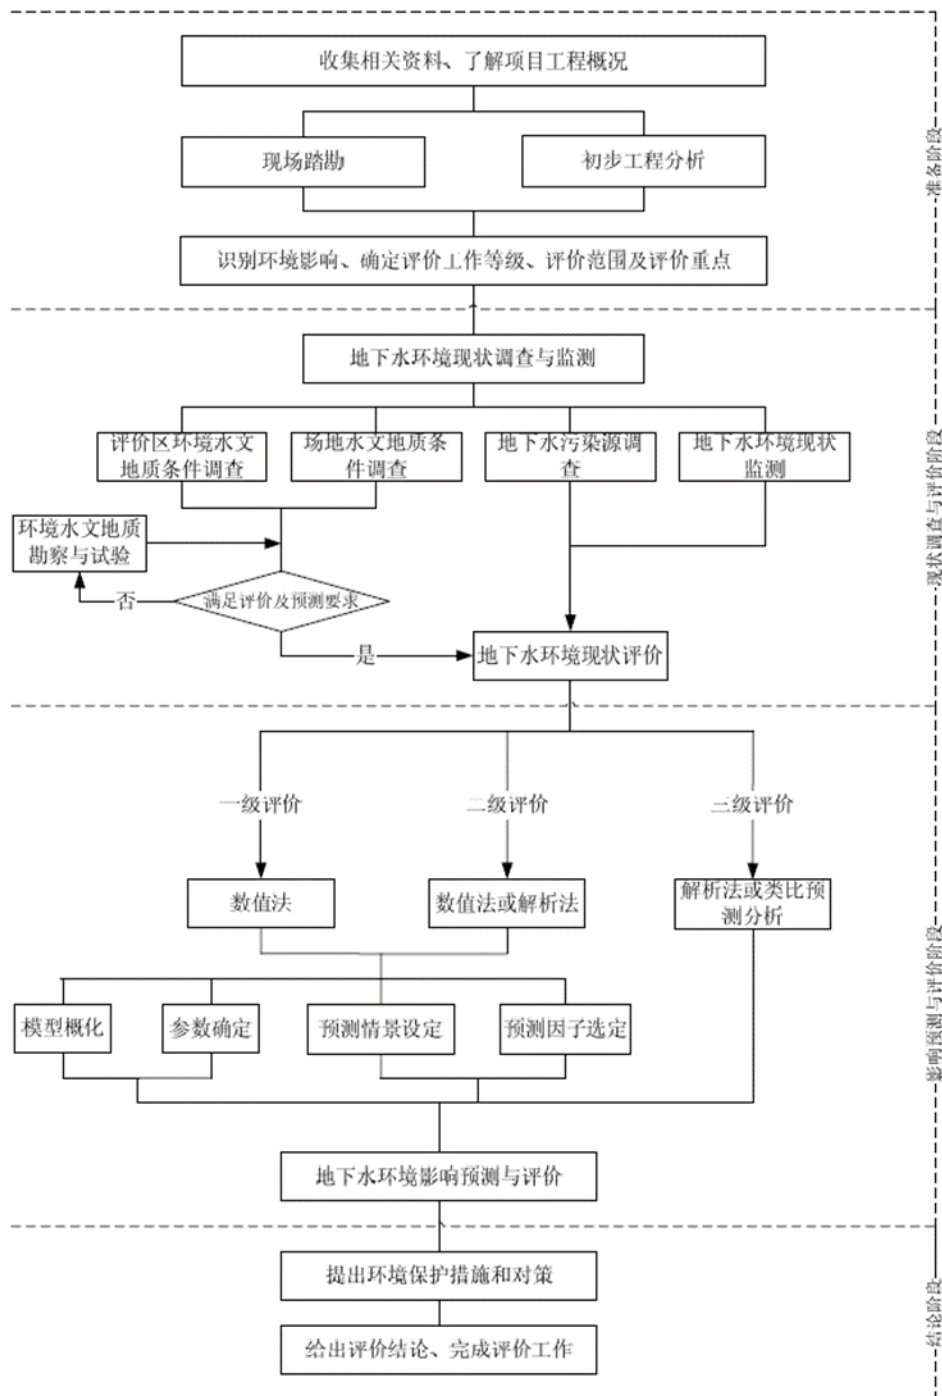 收集相关资料、了解项目工程概况
现场踏勘
初步工程分析
识别环境影响、确定评价工作等级、评价范围及评价重点
准备阶段
地下水环境现状调查与监测
评价区环境水文
地质条件调查
场地水文地质条
件调查
地下水污染源调
查
地下水环境现状
监测
环境水文地质
勘察与试验
否
满足评价及预测要求
是
地下水环境现状评价
现状调查与评价阶段
一级评价
二级评价
三级评价
数值法
数值法或解析法
解析法或类比预
测分析
模型概化
参数确定
预测情景设定
预测因子选定
地下水环境影响预测与评价
影响预测与评价阶段
提出环境保护措施和对策
给出评价结论、完成评价工作
结论阶段